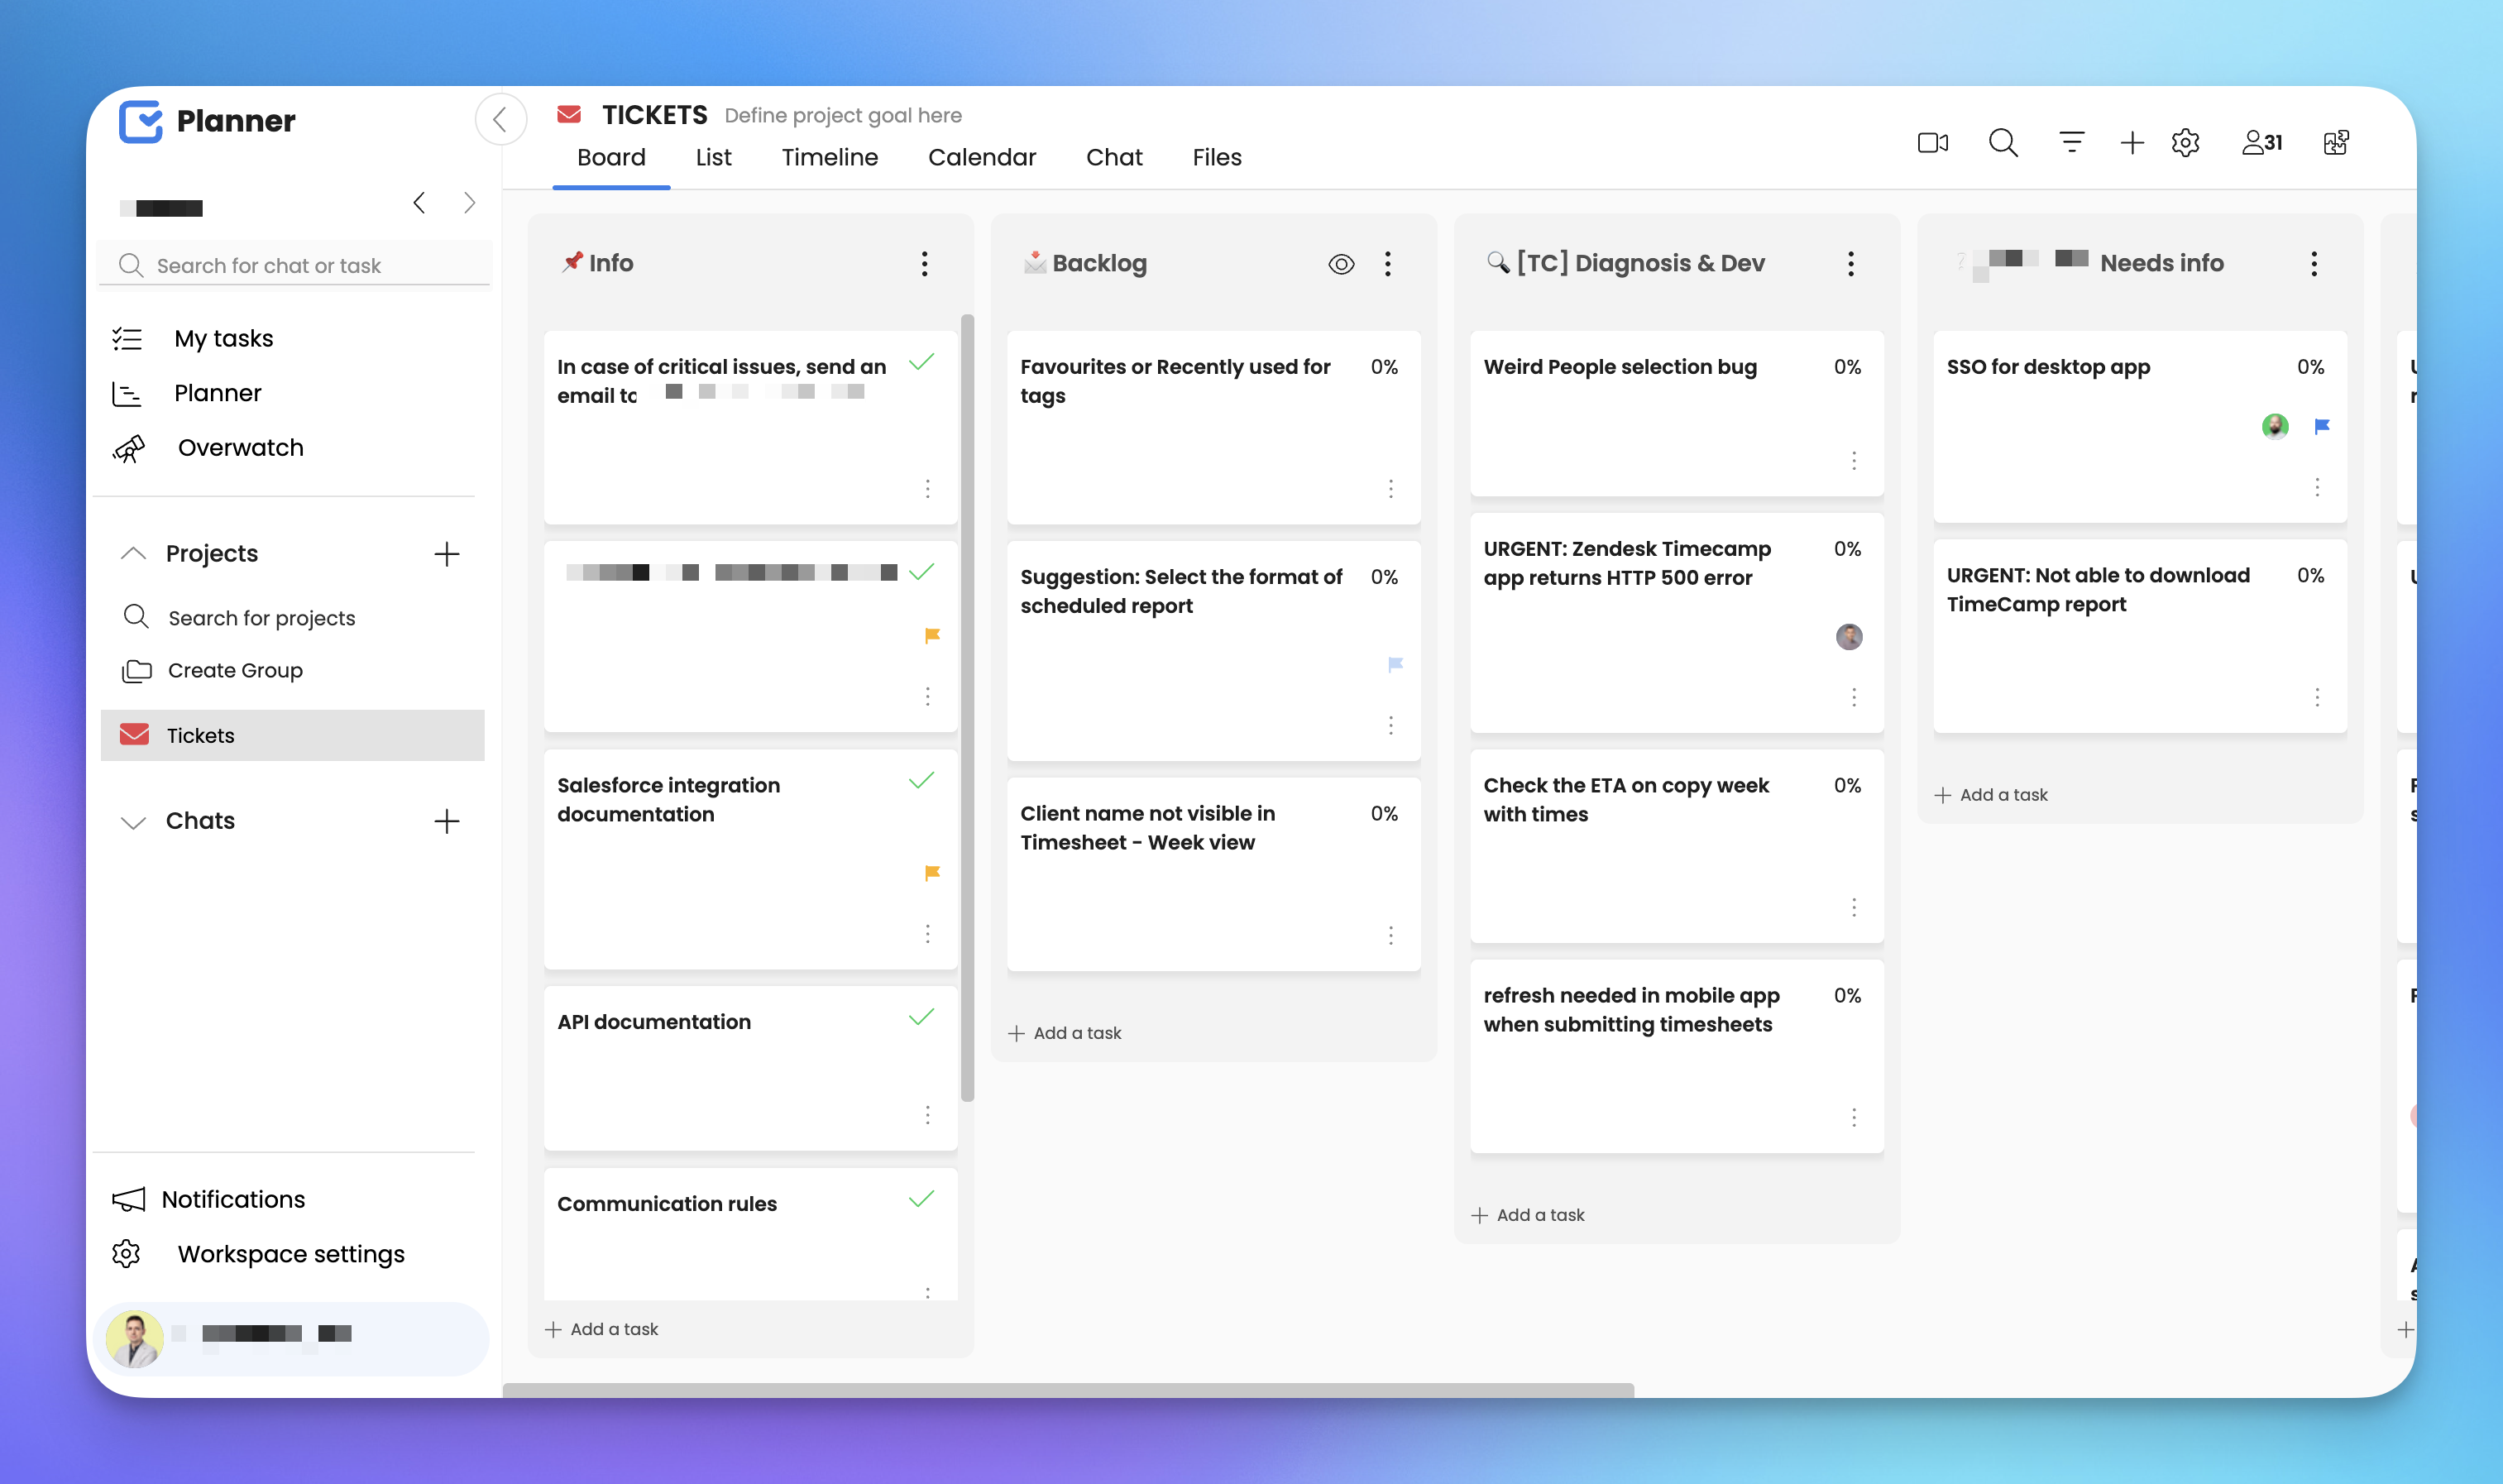 Planner
Search for chat or task
My tasks
Planner
Overwatch
Projects
Search for projects
Create Group
Tickets
Chats
Notifications
Workspace settings
TICKETS Define project goal here
Board List Timeline Calendar Chat Files
31
Info
In case of critical issues, send an
email to
Salesforce integration
documentation
API documentation
Communication rules
+ Add a task
Backlog
Favourites or Recently used for
tags
0%
Suggestion: Select the format of
scheduled report
0%
Client name not visible in
Timesheet - Week view
0%
+ Add a task
[TC] Diagnosis & Dev
Weird People selection bug
0%
URGENT: Zendesk Timecamp
app returns HTTP 500 error
0%
Check the ETA on copy week
with times
0%
refresh needed in mobile app
when submitting timesheets
0%
+ Add a task
Needs info
SSO for desktop app
0%
URGENT: Not able to download
TimeCamp report
0%
+ Add a task